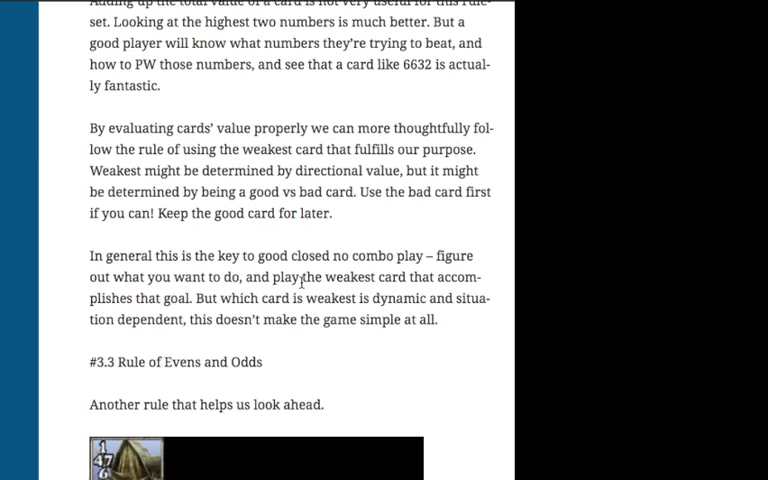 Adding up the total value of a card is not very useful for this rule-
set. Looking at the highest two numbers is much better. But a
good player will know what numbers they're trying to beat, and
how to PW those numbers, and see that a card like 6632 is actual-
ly fantastic.
By evaluating cards' value properly we can more thoughtfully fol-
low the rule of using the weakest card that fulfills our purpose.
Weakest might be determined by directional value, but it might
be determined by being a good vs bad card. Use the bad card first
if you can! Keep the good card for later.
In general this is the key to good closed no combo play – figure
out what you want to do, and play the weakest card that accom-
plishes that goal. But which card is weakest is dynamic and situa-
tion dependent, this doesn't make the game simple at all.
#3.3 Rule of Evens and Odds
Another rule that helps us look ahead.
1
47
6